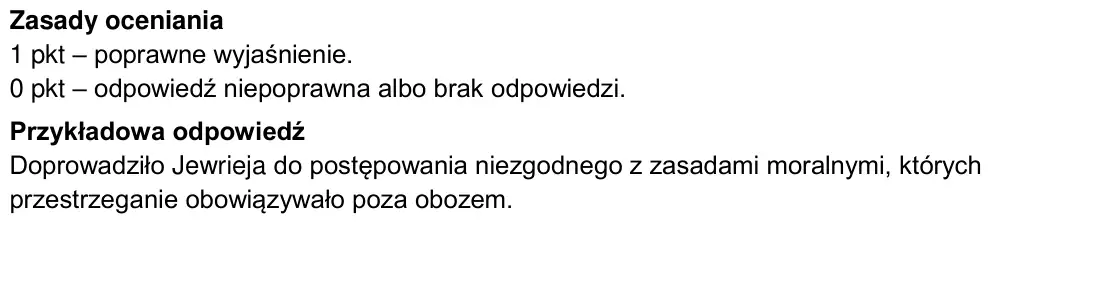 Zasady oceniania
1 pkt – poprawne wyjaśnienie.
0 pkt – odpowiedź niepoprawna albo brak odpowiedzi.
Przykładowa odpowiedź
Doprowadziło Jewrieja do postępowania niezgodnego z zasadami moralnymi, których
przestrzeganie obowiązywało poza obozem.